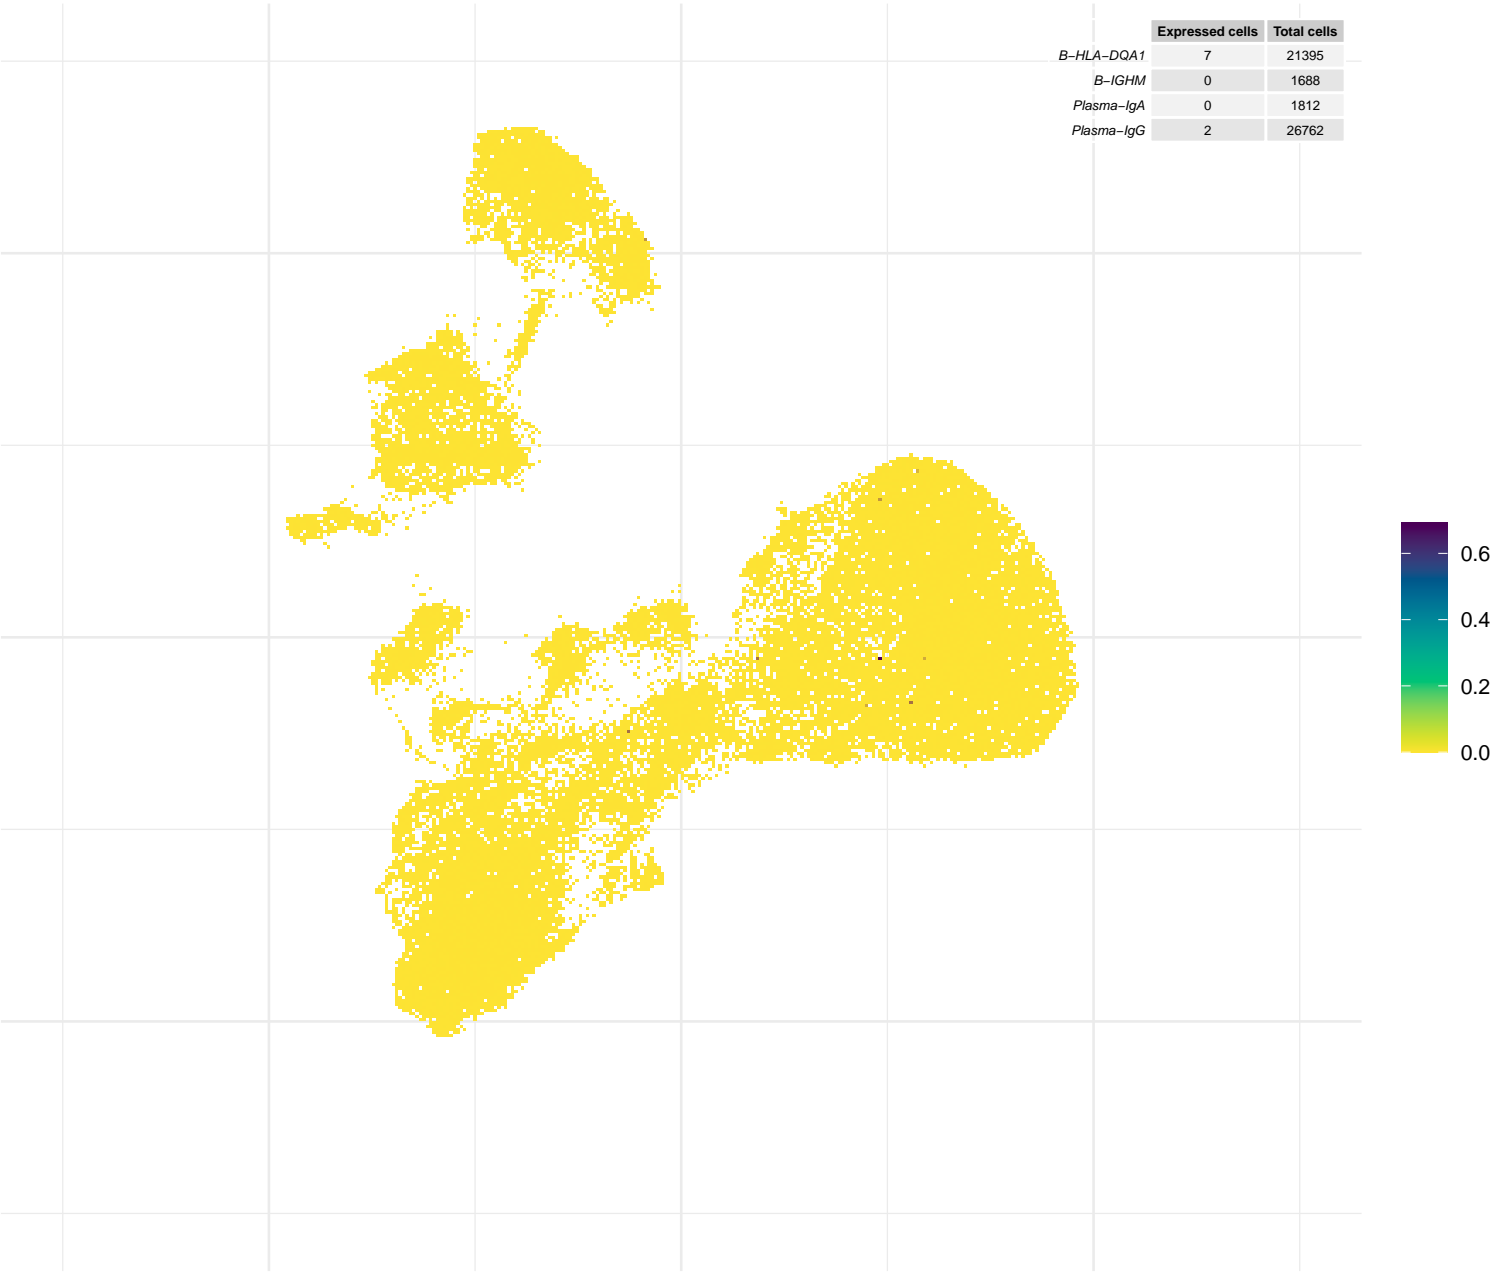 Expressed cells Total cells
B−HLA−DQA1 7 21395
B−IGHM 0 1688
Plasma−IgA 0 1812
Plasma−IgG 2 26762
0.6
0.4
0.2
0.0